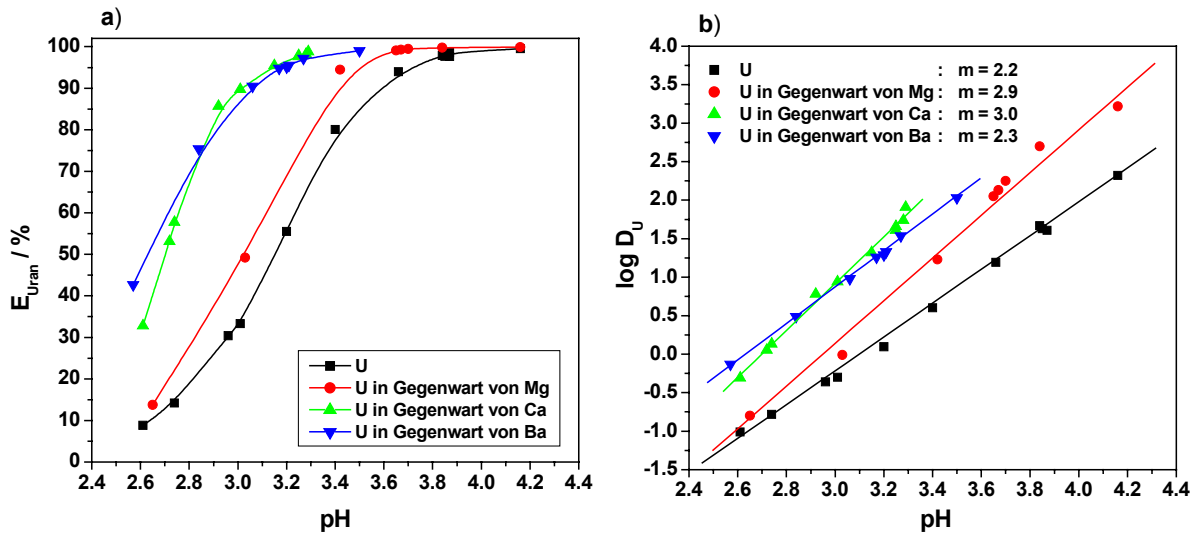 a)
E Uran / %
100
90
80
70
60
50
40
30
20
10
0
2.4 2.6 2.8 3.0 3.2 3.4 3.6 3.8 4.0 4.2 4.4
pH
U
U in Gegenwart von Mg
U in Gegenwart von Ca
U in Gegenwart von Ba
b)
log D U
4.0
3.5
3.0
2.5
2.0
1.5
1.0
0.5
0.0
-0.5
-1.0
-1.5
2.4 2.6 2.8 3.0 3.2 3.4 3.6 3.8 4.0 4.2 4.4
pH
U : m = 2.2
U in Gegenwart von Mg : m = 2.9
U in Gegenwart von Ca : m = 3.0
U in Gegenwart von Ba : m = 2.3